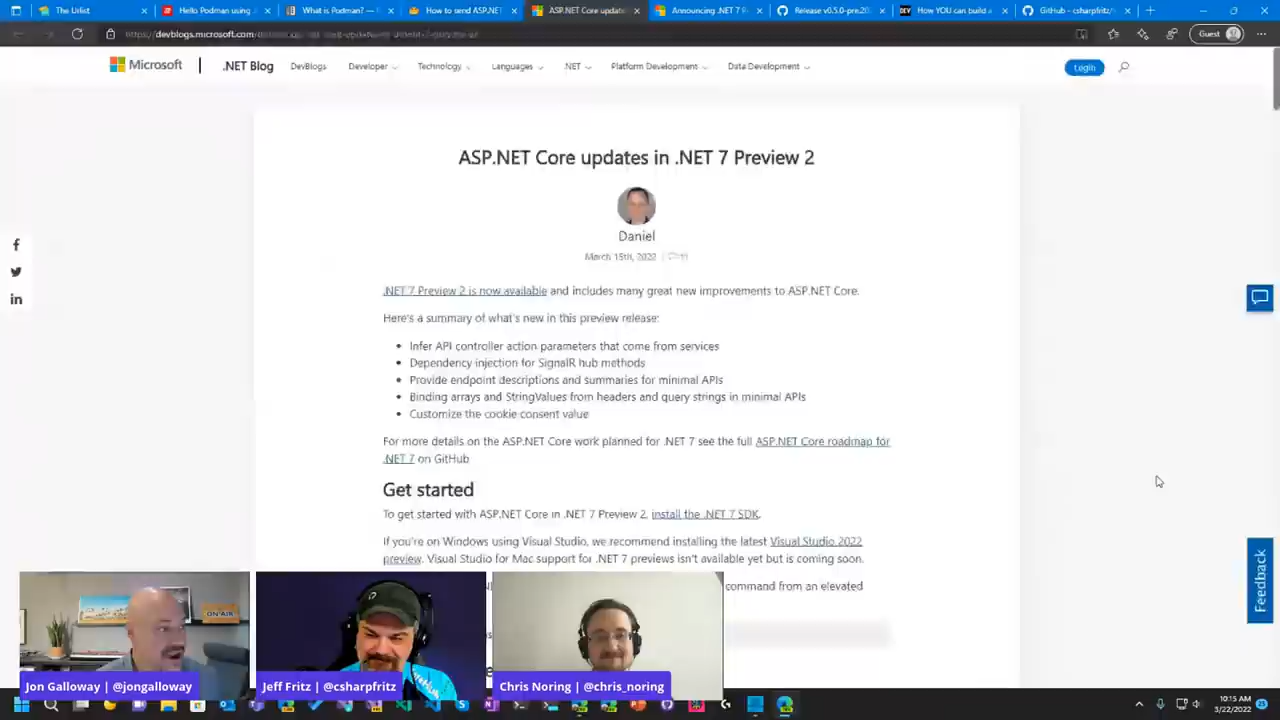 The Urlist
Hello Podman using
What is Podman? —
How to send ASP.NET
ASP.NET Core updat
Announcing .NET 7 P
Release v0.5.0-pre.20
How YOU can build a
GitHub - csharpfritz/
https://devblogs.microsoft.com/
Guest
Microsoft
.NET Blog
DevBlogs
Developer
Technology
Languages
.NET
Platform Development
Data Development
Login
ASP.NET Core updates in .NET 7 Preview 2
Daniel
March 15th, 2022
.NET 7 Preview 2 is now available and includes many great new improvements to ASP.NET Core.
Here's a summary of what's new in this preview release:
• Infer API controller action parameters that come from services
• Dependency injection for SignalR hub methods
• Provide endpoint descriptions and summaries for minimal APIs
• Binding arrays and StringValues from headers and query strings in minimal APIs
• Customize the cookie consent value
For more details on the ASP.NET Core work planned for .NET 7 see the full ASP.NET Core roadmap for
.NET 7 on GitHub
Get started
To get started with ASP.NET Core in .NET 7 Preview 2, install the .NET 7 SDK.
If you're on Windows using Visual Studio, we recommend installing the latest Visual Studio 2022
preview. Visual Studio for Mac support for .NET 7 previews isn't available yet but is coming soon.
command from an elevated
Feedback
ON AIR
Jon Galloway | @jongalloway
Jeff Fritz | @csharpfritz
Chris Noring | @chris_noring
10:15 AM
3/22/2022